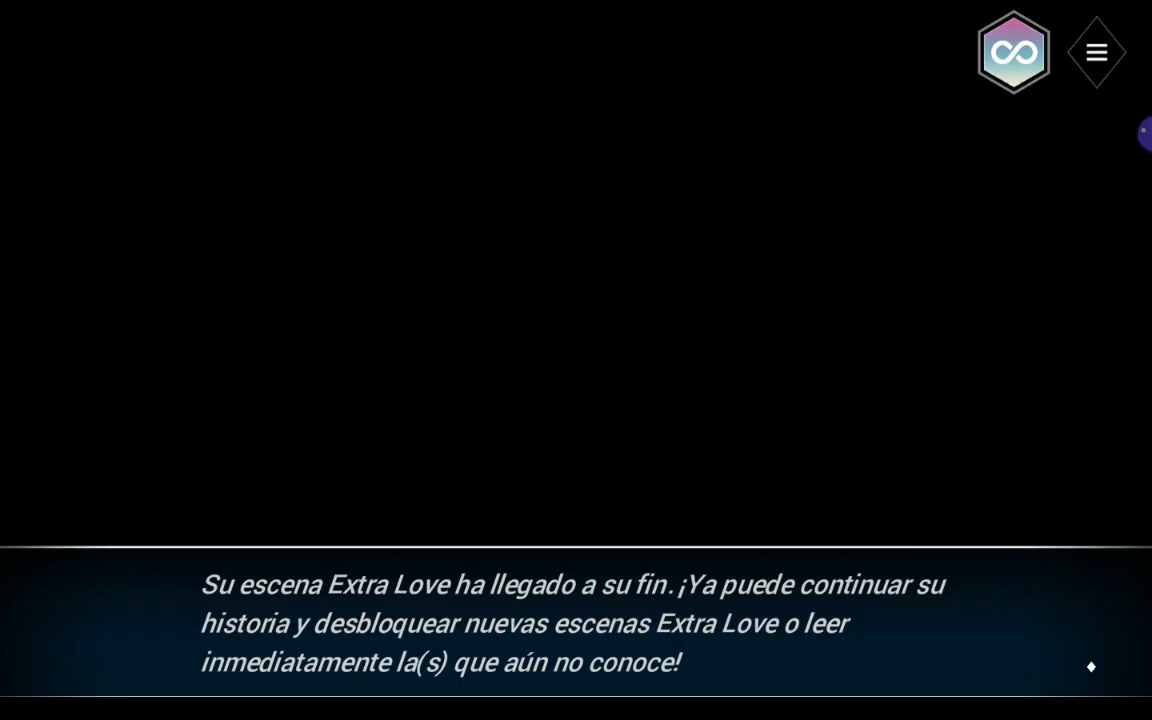 Su escena Extra Love ha llegado a su fin. ¡Ya puede continuar su
historia y desbloquear nuevas escenas Extra Love o leer
inmediatamente la(s) que aún no conoce!